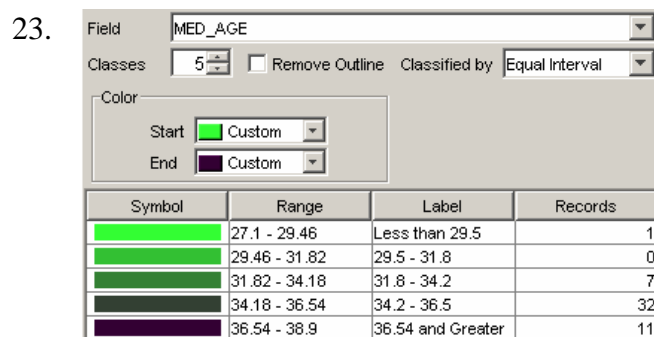 23.
Field MED_AGE
Classes 5 Remove Outline Classified by Equal Interval
Color
Start Custom
End Custom
Symbol Range Label Records
27.1 - 29.46 Less than 29.5 1
29.46 - 31.82 29.5 - 31.8 0
31.82 - 34.18 31.8 - 34.2 7
34.18 - 36.54 34.2 - 36.5 32
36.54 - 38.9 36.54 and Greater 11